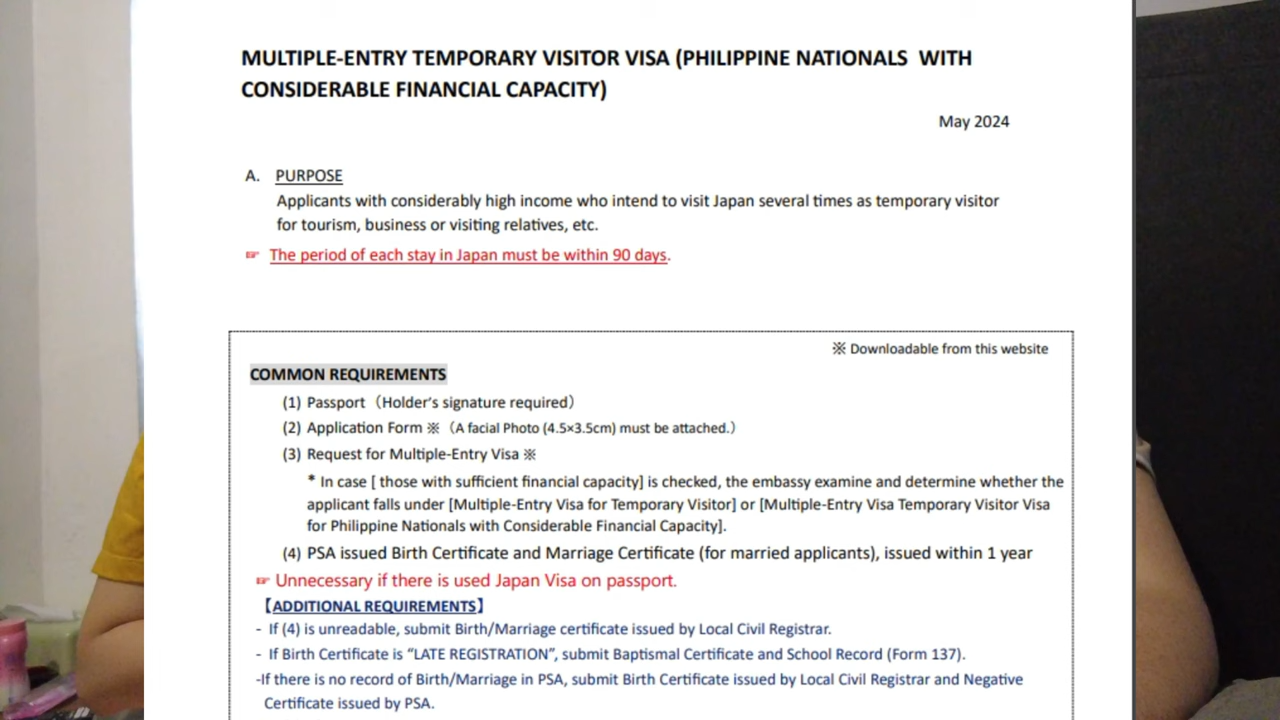 MULTIPLE-ENTRY TEMPORARY VISITOR VISA (PHILIPPINE NATIONALS WITH
CONSIDERABLE FINANCIAL CAPACITY)
May 2024
A. PURPOSE
Applicants with considerably high income who intend to visit Japan several times as temporary visitor
for tourism, business or visiting relatives, etc.
☞ The period of each stay in Japan must be within 90 days.
※ Downloadable from this website
COMMON REQUIREMENTS
(1) Passport（Holder's signature required）
(2) Application Form ※（A facial Photo (4.5×3.5cm) must be attached.）
(3) Request for Multiple-Entry Visa ※
* In case [ those with sufficient financial capacity] is checked, the embassy examine and determine whether the
applicant falls under [Multiple-Entry Visa for Temporary Visitor] or [Multiple-Entry Visa Temporary Visitor Visa
for Philippine Nationals with Considerable Financial Capacity].
(4) PSA issued Birth Certificate and Marriage Certificate (for married applicants), issued within 1 year
☞ Unnecessary if there is used Japan Visa on passport.
【ADDITIONAL REQUIREMENTS】
- If (4) is unreadable, submit Birth/Marriage certificate issued by Local Civil Registrar.
- If Birth Certificate is “LATE REGISTRATION”, submit Baptismal Certificate and School Record (Form 137).
-If there is no record of Birth/Marriage in PSA, submit Birth Certificate issued by Local Civil Registrar and Negative
Certificate issued by PSA.